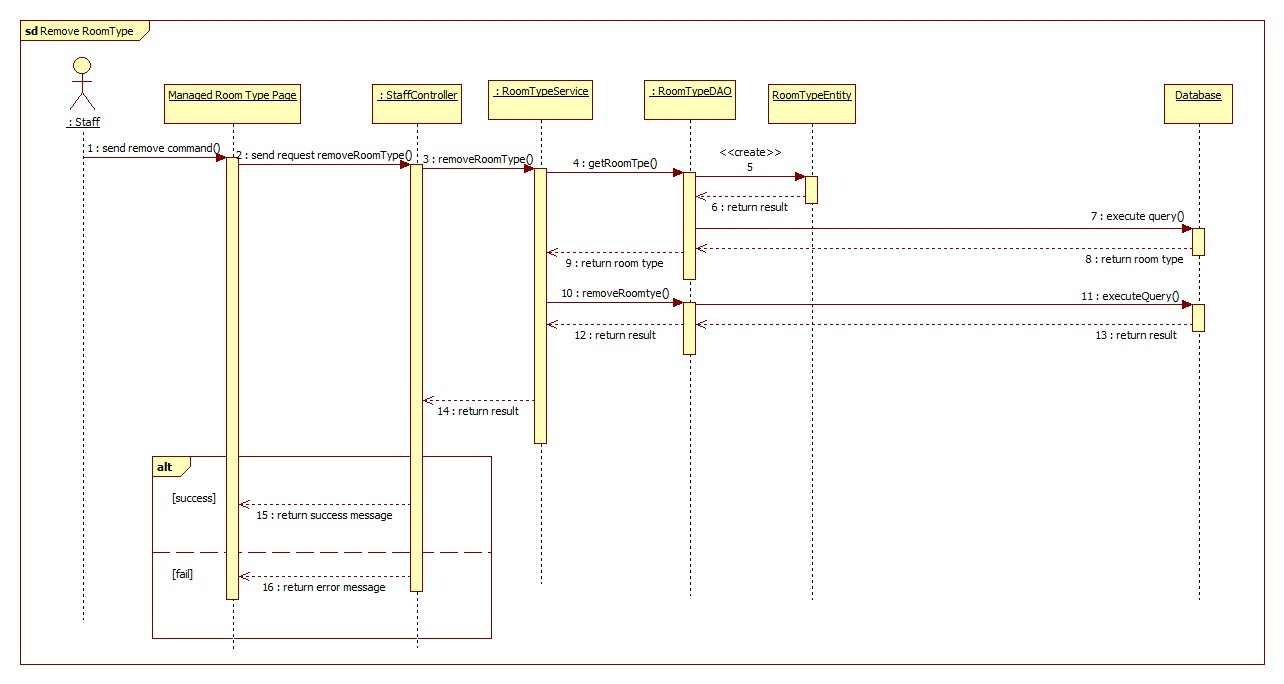 sd Remove RoomType
: Staff
Managed Room Type Page
: StaffController
: RoomTypeService
: RoomTypeDAO
RoomTypeEntity
Database
1 : send remove command()
2 : send request removeRoomType()
3 : removeRoomType()
4 : getRoomTpe()
<<create>>
5
6 : return result
7 : execute query()
8 : return room type
9 : return room type
10 : removeRoomtye()
11 : executeQuery()
12 : return result
13 : return result
14 : return result
alt
[success]
15 : return success message
[fail]
16 : return error message